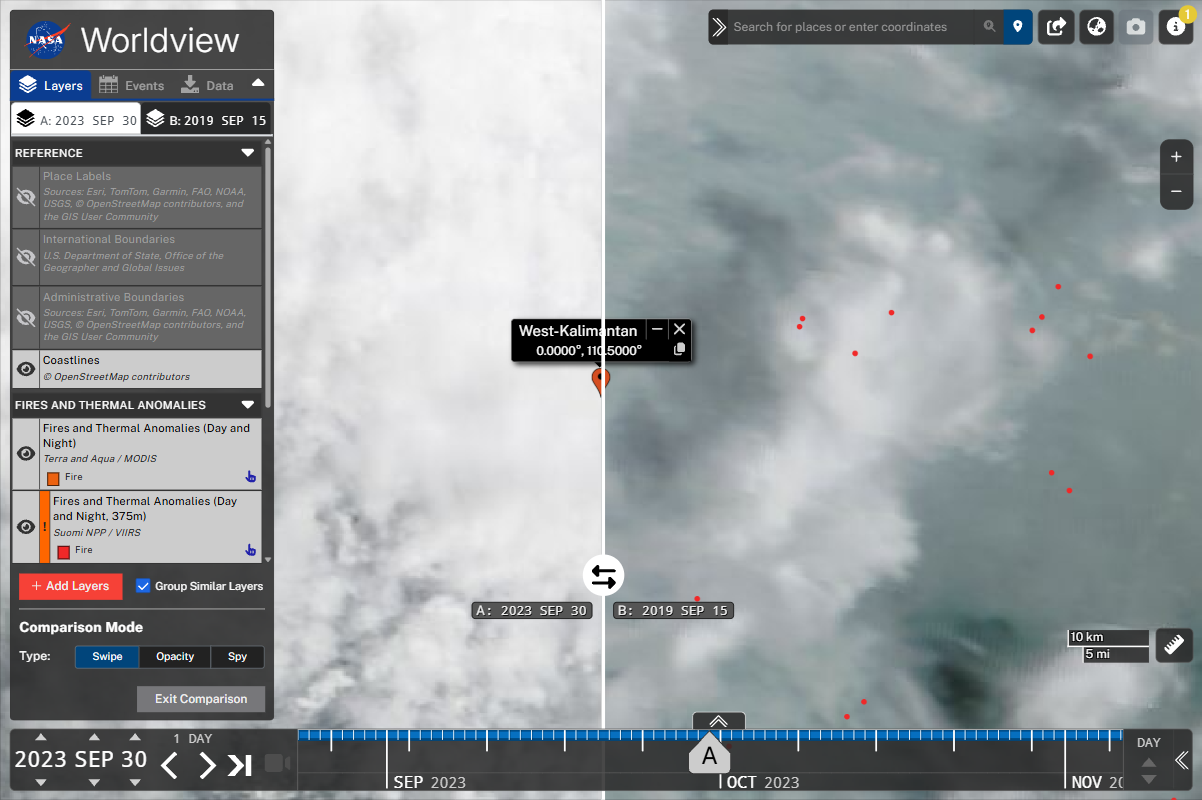 NASA
Worldview
Search for places or enter coordinates
1
Layers
Events
Data
A: 2023 SEP 30
B: 2019 SEP 15
REFERENCE
Place Labels
Sources: Esri, TomTom, Garmin, FAO, NOAA,
USGS, © OpenStreetMap contributors, and
the GIS User Community
International Boundaries
U.S. Department of State, Office of the
Geographer and Global Issues
Administrative Boundaries
Sources: Esri, TomTom, Garmin, FAO, NOAA,
USGS, © OpenStreetMap contributors, and
the GIS User Community
Coastlines
© OpenStreetMap contributors
FIRES AND THERMAL ANOMALIES
Fires and Thermal Anomalies (Day and
Night)
Terra and Aqua / MODIS
Fire
Fires and Thermal Anomalies (Day
and Night, 375m)
!
Suomi NPP / VIIRS
Fire
+ Add Layers
Group Similar Layers
Comparison Mode
Type:
Swipe
Opacity
Spy
Exit Comparison
West-Kalimantan
0.0000°, 110.5000°
A: 2023 SEP 30
B: 2019 SEP 15
+
−
10 km
5 mi
2023 SEP 30
1 DAY
A
SEP 2023
OCT 2023
NOV
DAY